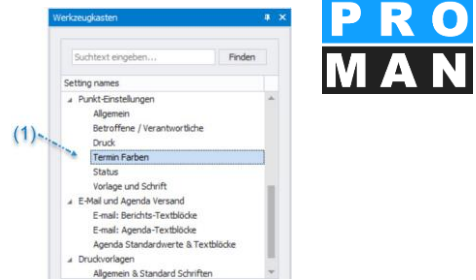 Werkzeugkasten
Suchtext eingeben... Finden
Setting names
Punkt-Einstellungen
Allgemein
Betroffene / Verantwortliche
Druck
(1) Termin Farben
Status
Vorlage und Schrift
E-Mail und Agenda Versand
E-mail: Berichts-Textblöcke
E-mail: Agenda-Textblöcke
Agenda Standardwerte & Textblöcke
Druckvorlagen
Allgemein & Standard Schriften
PRO
MAN